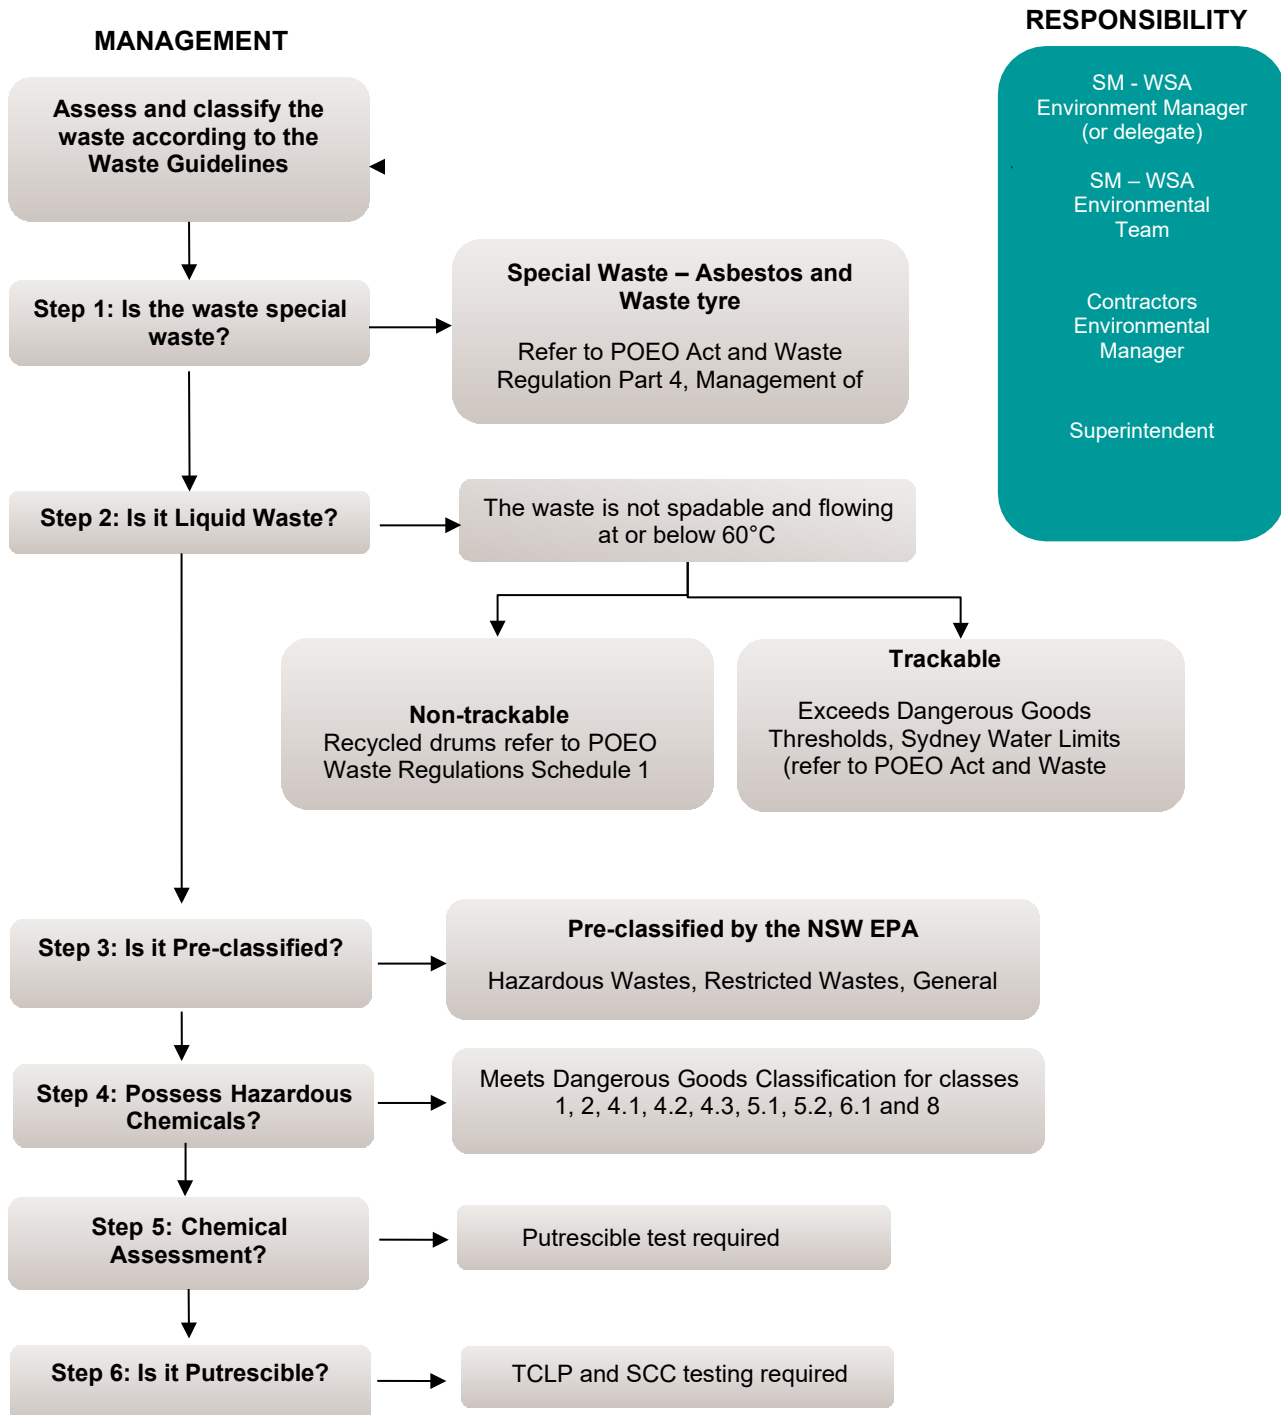 MANAGEMENT
RESPONSIBILITY
Assess and classify the
waste according to the
Waste Guidelines
SM - WSA
Environment Manager
(or delegate)
SM – WSA
Environmental
Team
Contractors
Environmental
Manager
Superintendent
Step 1: Is the waste special
waste?
Special Waste – Asbestos and
Waste tyre
Refer to POEO Act and Waste
Regulation Part 4, Management of
Step 2: Is it Liquid Waste?
The waste is not spadable and flowing
at or below 60°C
Non-trackable
Recycled drums refer to POEO
Waste Regulations Schedule 1
Trackable
Exceeds Dangerous Goods
Thresholds, Sydney Water Limits
(refer to POEO Act and Waste
Step 3: Is it Pre-classified?
Pre-classified by the NSW EPA
Hazardous Wastes, Restricted Wastes, General
Step 4: Possess Hazardous
Chemicals?
Meets Dangerous Goods Classification for classes
1, 2, 4.1, 4.2, 4.3, 5.1, 5.2, 6.1 and 8
Step 5: Chemical
Assessment?
Putrescible test required
Step 6: Is it Putrescible?
TCLP and SCC testing required